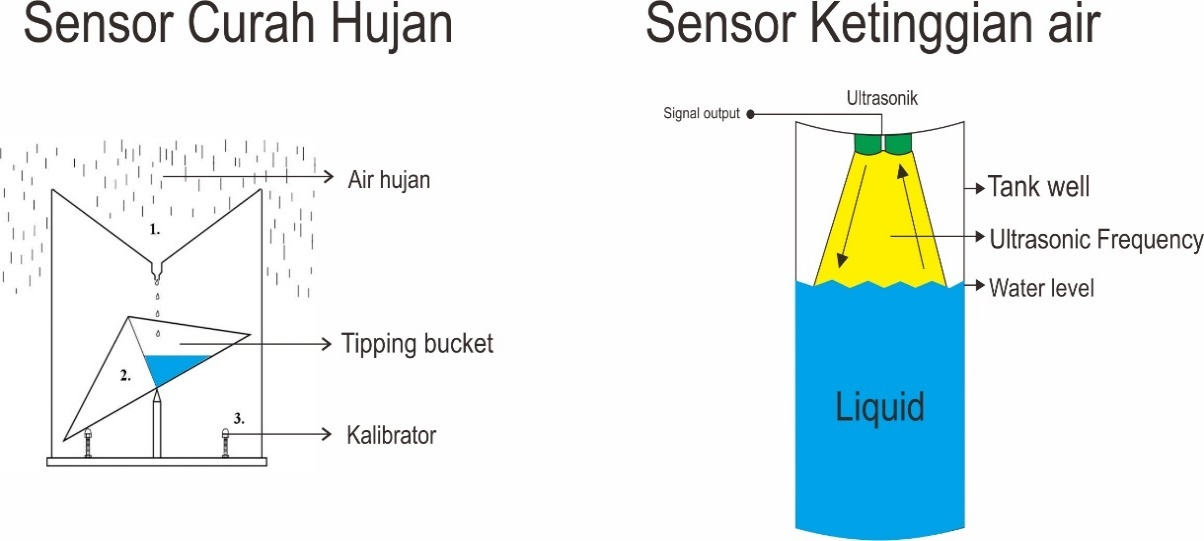 Sensor Curah Hujan
Air hujan
1.
Tipping bucket
2.
3.
Kalibrator
Sensor Ketinggian air
Ultrasonik
Signal output
Tank well
Ultrasonic Frequency
Water level
Liquid